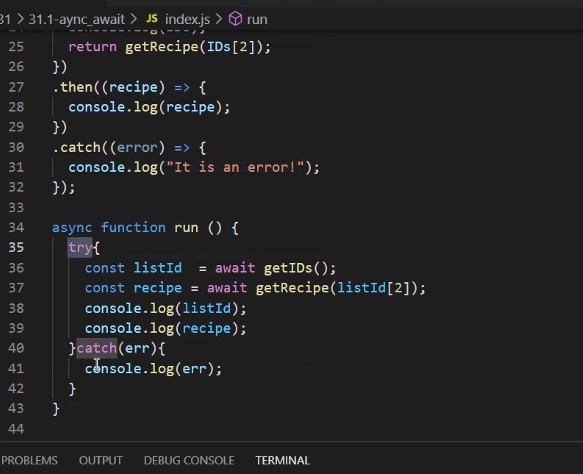 31 > 31.1-aync_await > JS index.js > run
25 return getRecipe(IDs[2]);
26 })
27 .then((recipe) => {
28 console.log(recipe);
29 })
30 .catch((error) => {
31 console.log("It is an error!");
32 });
33
34 async function run () {
35 try{
36 const listId  = await getIDs();
37 const recipe = await getRecipe(listId[2]);
38 console.log(listId);
39 console.log(recipe);
40 }catch(err){
41 console.log(err);
42 }
43 }
44
PROBLEMS OUTPUT DEBUG CONSOLE TERMINAL